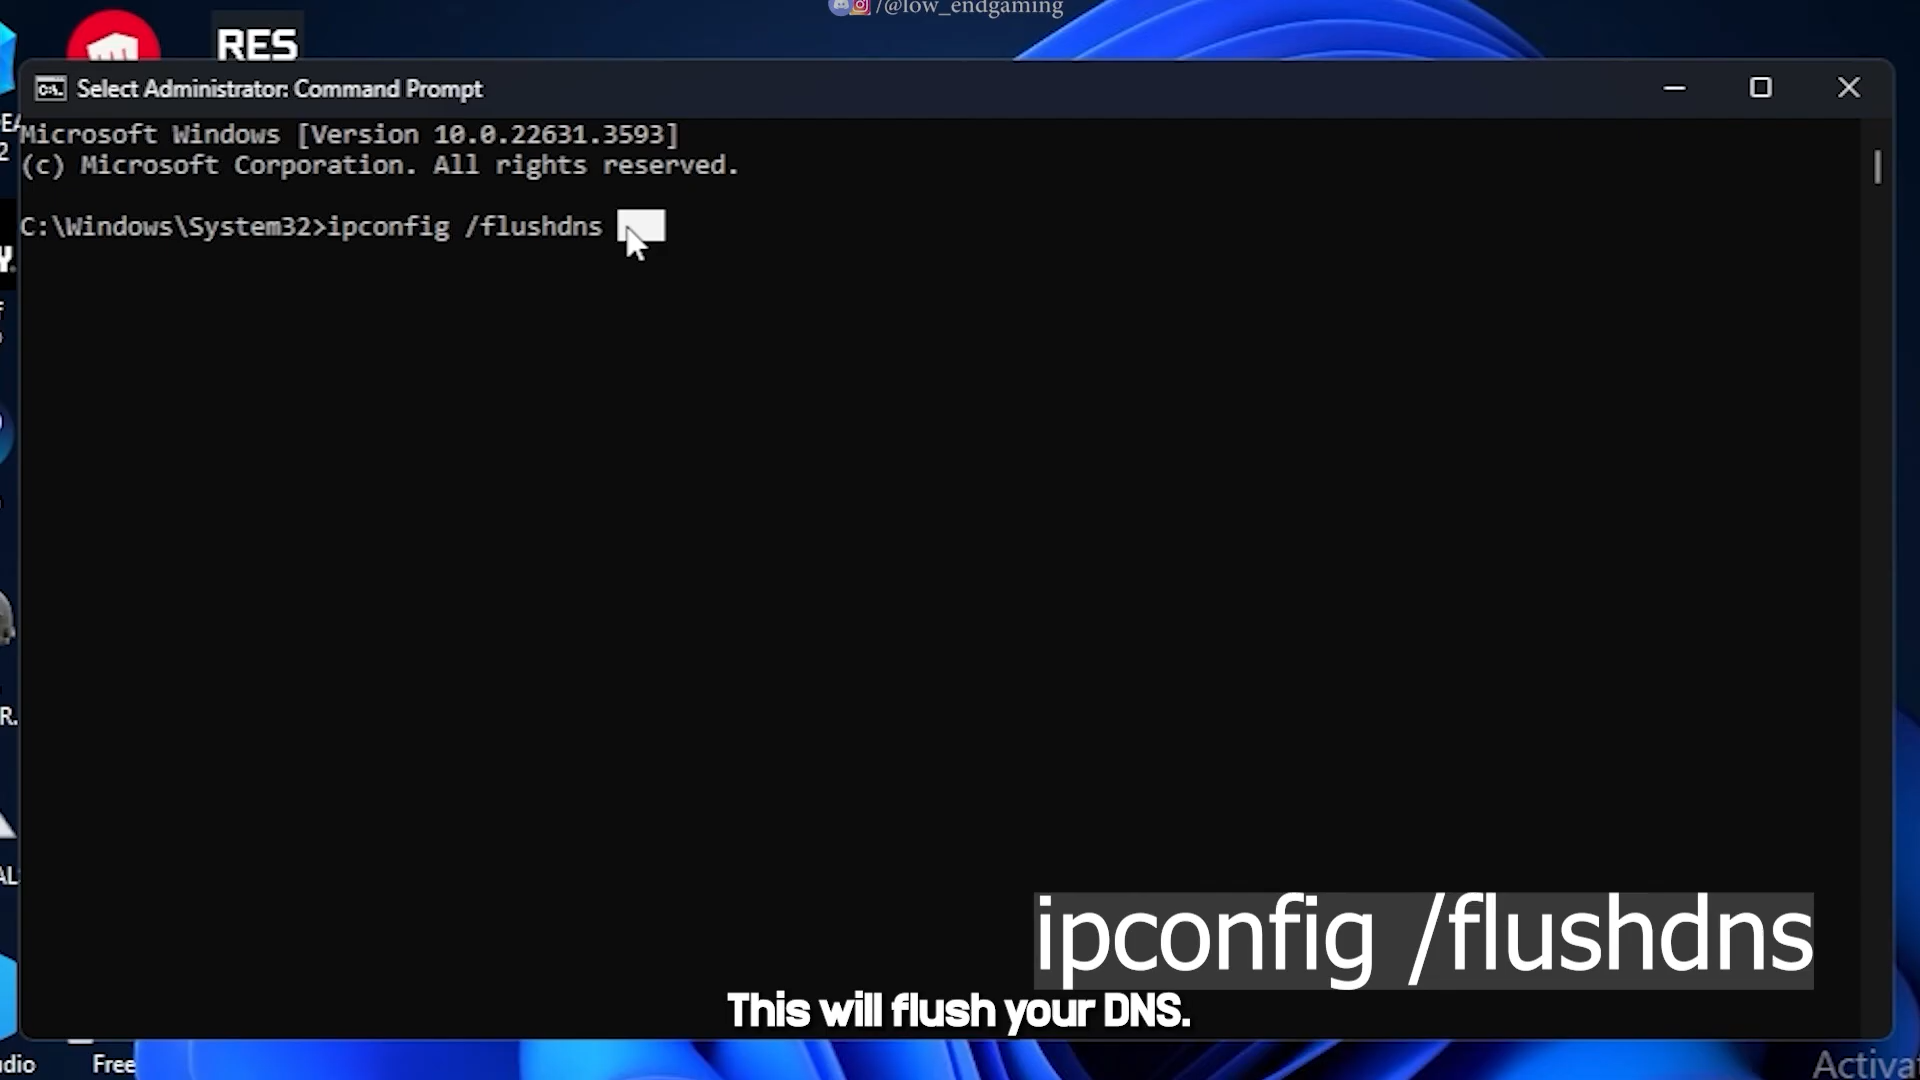 /@low_endgaming
RES
Select Administrator: Command Prompt
Microsoft Windows [Version 10.0.22631.3593]
(c) Microsoft Corporation. All rights reserved.
C:\Windows\System32>ipconfig /flushdns
ipconfig /flushdns
This will flush your DNS.
Free